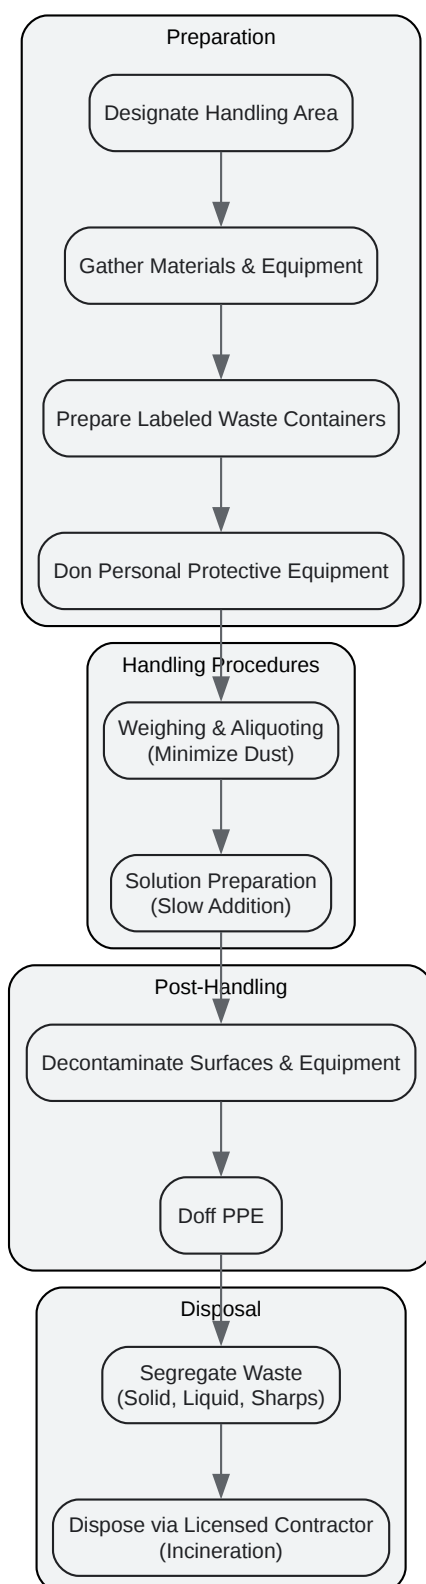 Preparation
Designate Handling Area
Gather Materials & Equipment
Prepare Labeled Waste Containers
Don Personal Protective Equipment
Handling Procedures
Weighing & Aliquoting
(Minimize Dust)
Solution Preparation
(Slow Addition)
Post-Handling
Decontaminate Surfaces & Equipment
Doff PPE
Disposal
Segregate Waste
(Solid, Liquid, Sharps)
Dispose via Licensed Contractor
(Incineration)